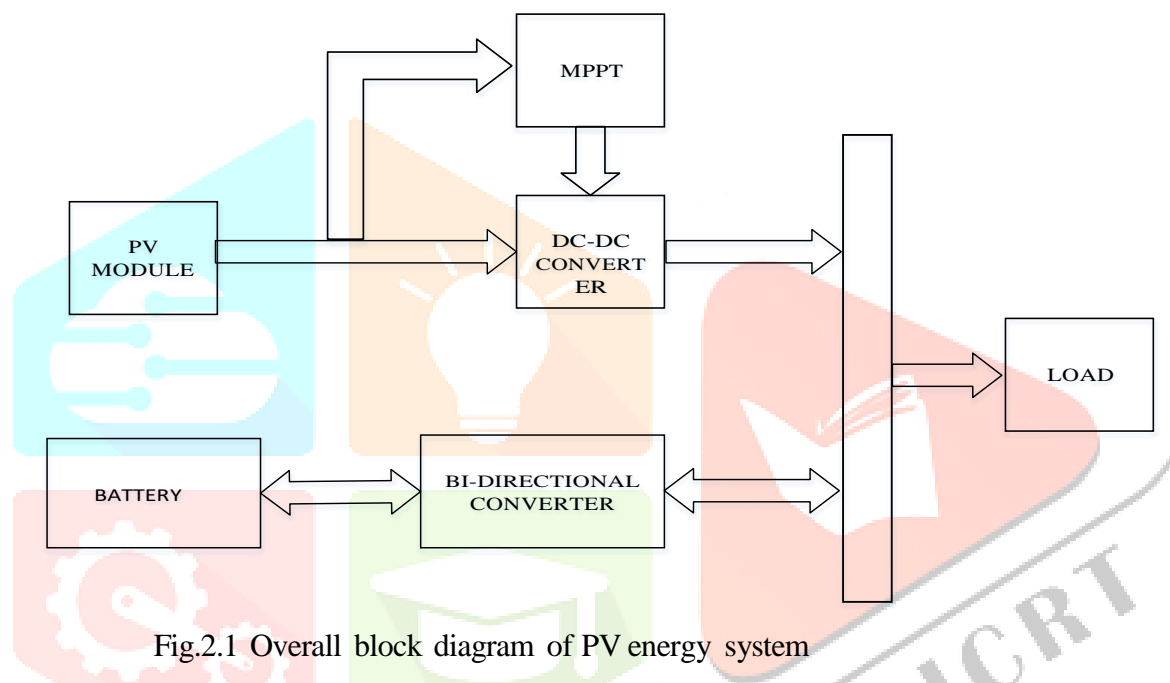 MPPT
PV
MODULE
DC-DC
CONVERT
ER
LOAD
BATTERY
BI-DIRECTIONAL
CONVERTER
Fig.2.1 Overall block diagram of PV energy system
IJCRT